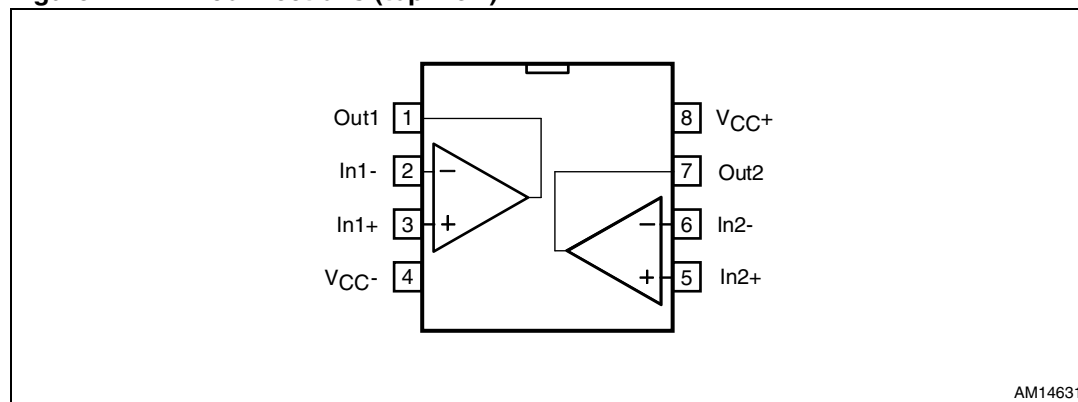 Out1 1 8 VCC+
In1- 2 − 7 Out2
In1+ 3 + − 6 In2-
VCC- 4 + 5 In2+
AM14631